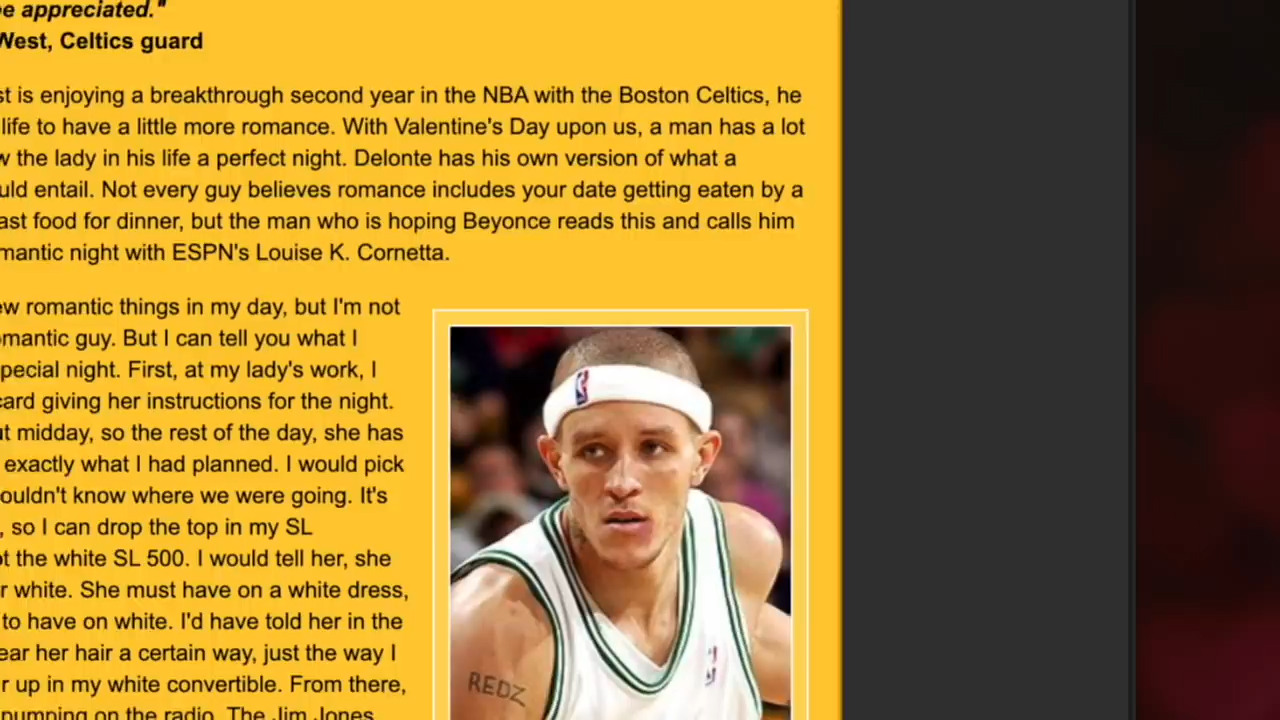 e appreciated."
West, Celtics guard
st is enjoying a breakthrough second year in the NBA with the Boston Celtics, he
life to have a little more romance. With Valentine's Day upon us, a man has a lot
w the lady in his life a perfect night. Delonte has his own version of what a
uld entail. Not every guy believes romance includes your date getting eaten by a
ast food for dinner, but the man who is hoping Beyonce reads this and calls him
mantic night with ESPN's Louise K. Cornetta.
ew romantic things in my day, but I'm not
omantic guy. But I can tell you what I
pecial night. First, at my lady's work, I
card giving her instructions for the night.
ut midday, so the rest of the day, she has
exactly what I had planned. I would pick
ouldn't know where we were going. It's
, so I can drop the top in my SL
ot the white SL 500. I would tell her, she
r white. She must have on a white dress,
to have on white. I'd have told her in the
ear her hair a certain way, just the way I
r up in my white convertible. From there,
pumping on the radio. The Jim Jones
REDZ